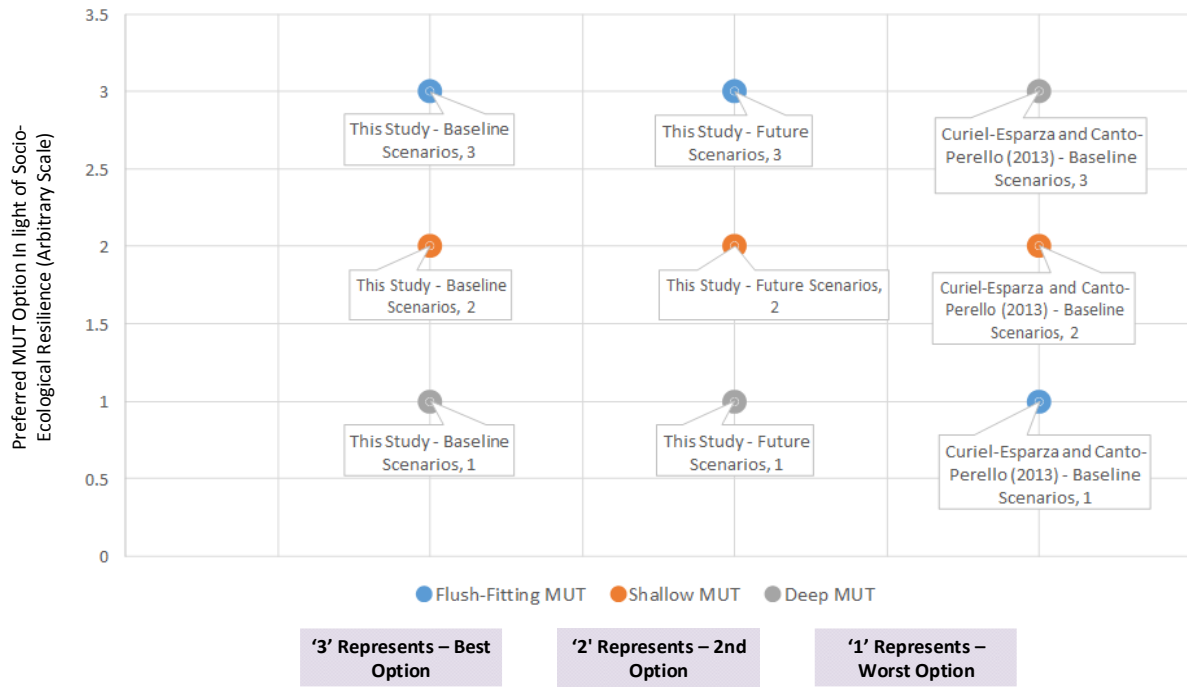 Preferred MUT Option In light of Socio-
Ecological Resilience (Arbitrary Scale)
3.5
3
2.5
2
1.5
1
0.5
0
This Study - Baseline
Scenarios, 3
This Study - Future
Scenarios, 3
Curiel-Esparza and Canto-
Perello (2013) - Baseline
Scenarios, 3
This Study - Baseline
Scenarios, 2
This Study - Future Scenarios,
2
Curiel-Esparza and Canto-
Perello (2013) - Baseline
Scenarios, 2
This Study - Baseline
Scenarios, 1
This Study - Future
Scenarios, 1
Curiel-Esparza and Canto-
Perello (2013) - Baseline
Scenarios, 1
Flush-Fitting MUT
Shallow MUT
Deep MUT
‘3’ Represents – Best
Option
‘2' Represents – 2nd
Option
‘1’ Represents –
Worst Option